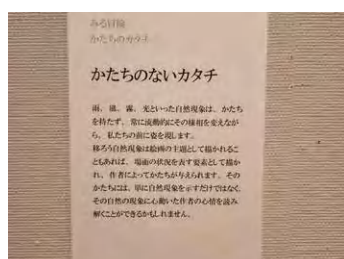 みる冒険
かたちのカタチ
かたちのないカタチ
雨、波、霧、光といった自然現象は、かたち
を持たず、常に流動的にその様相を変えなが
ら、私たちの前に姿を現します。
移ろう自然現象は絵画の主題として描かれるこ
ともあれば、場面の状況を表す要素として描か
れ、作者によってかたちが与えられます。その
かたちには、単に自然現象を示すだけではなく、
その自然の現象に心動いた作者の心情を読み
解くことができるかもしれません。